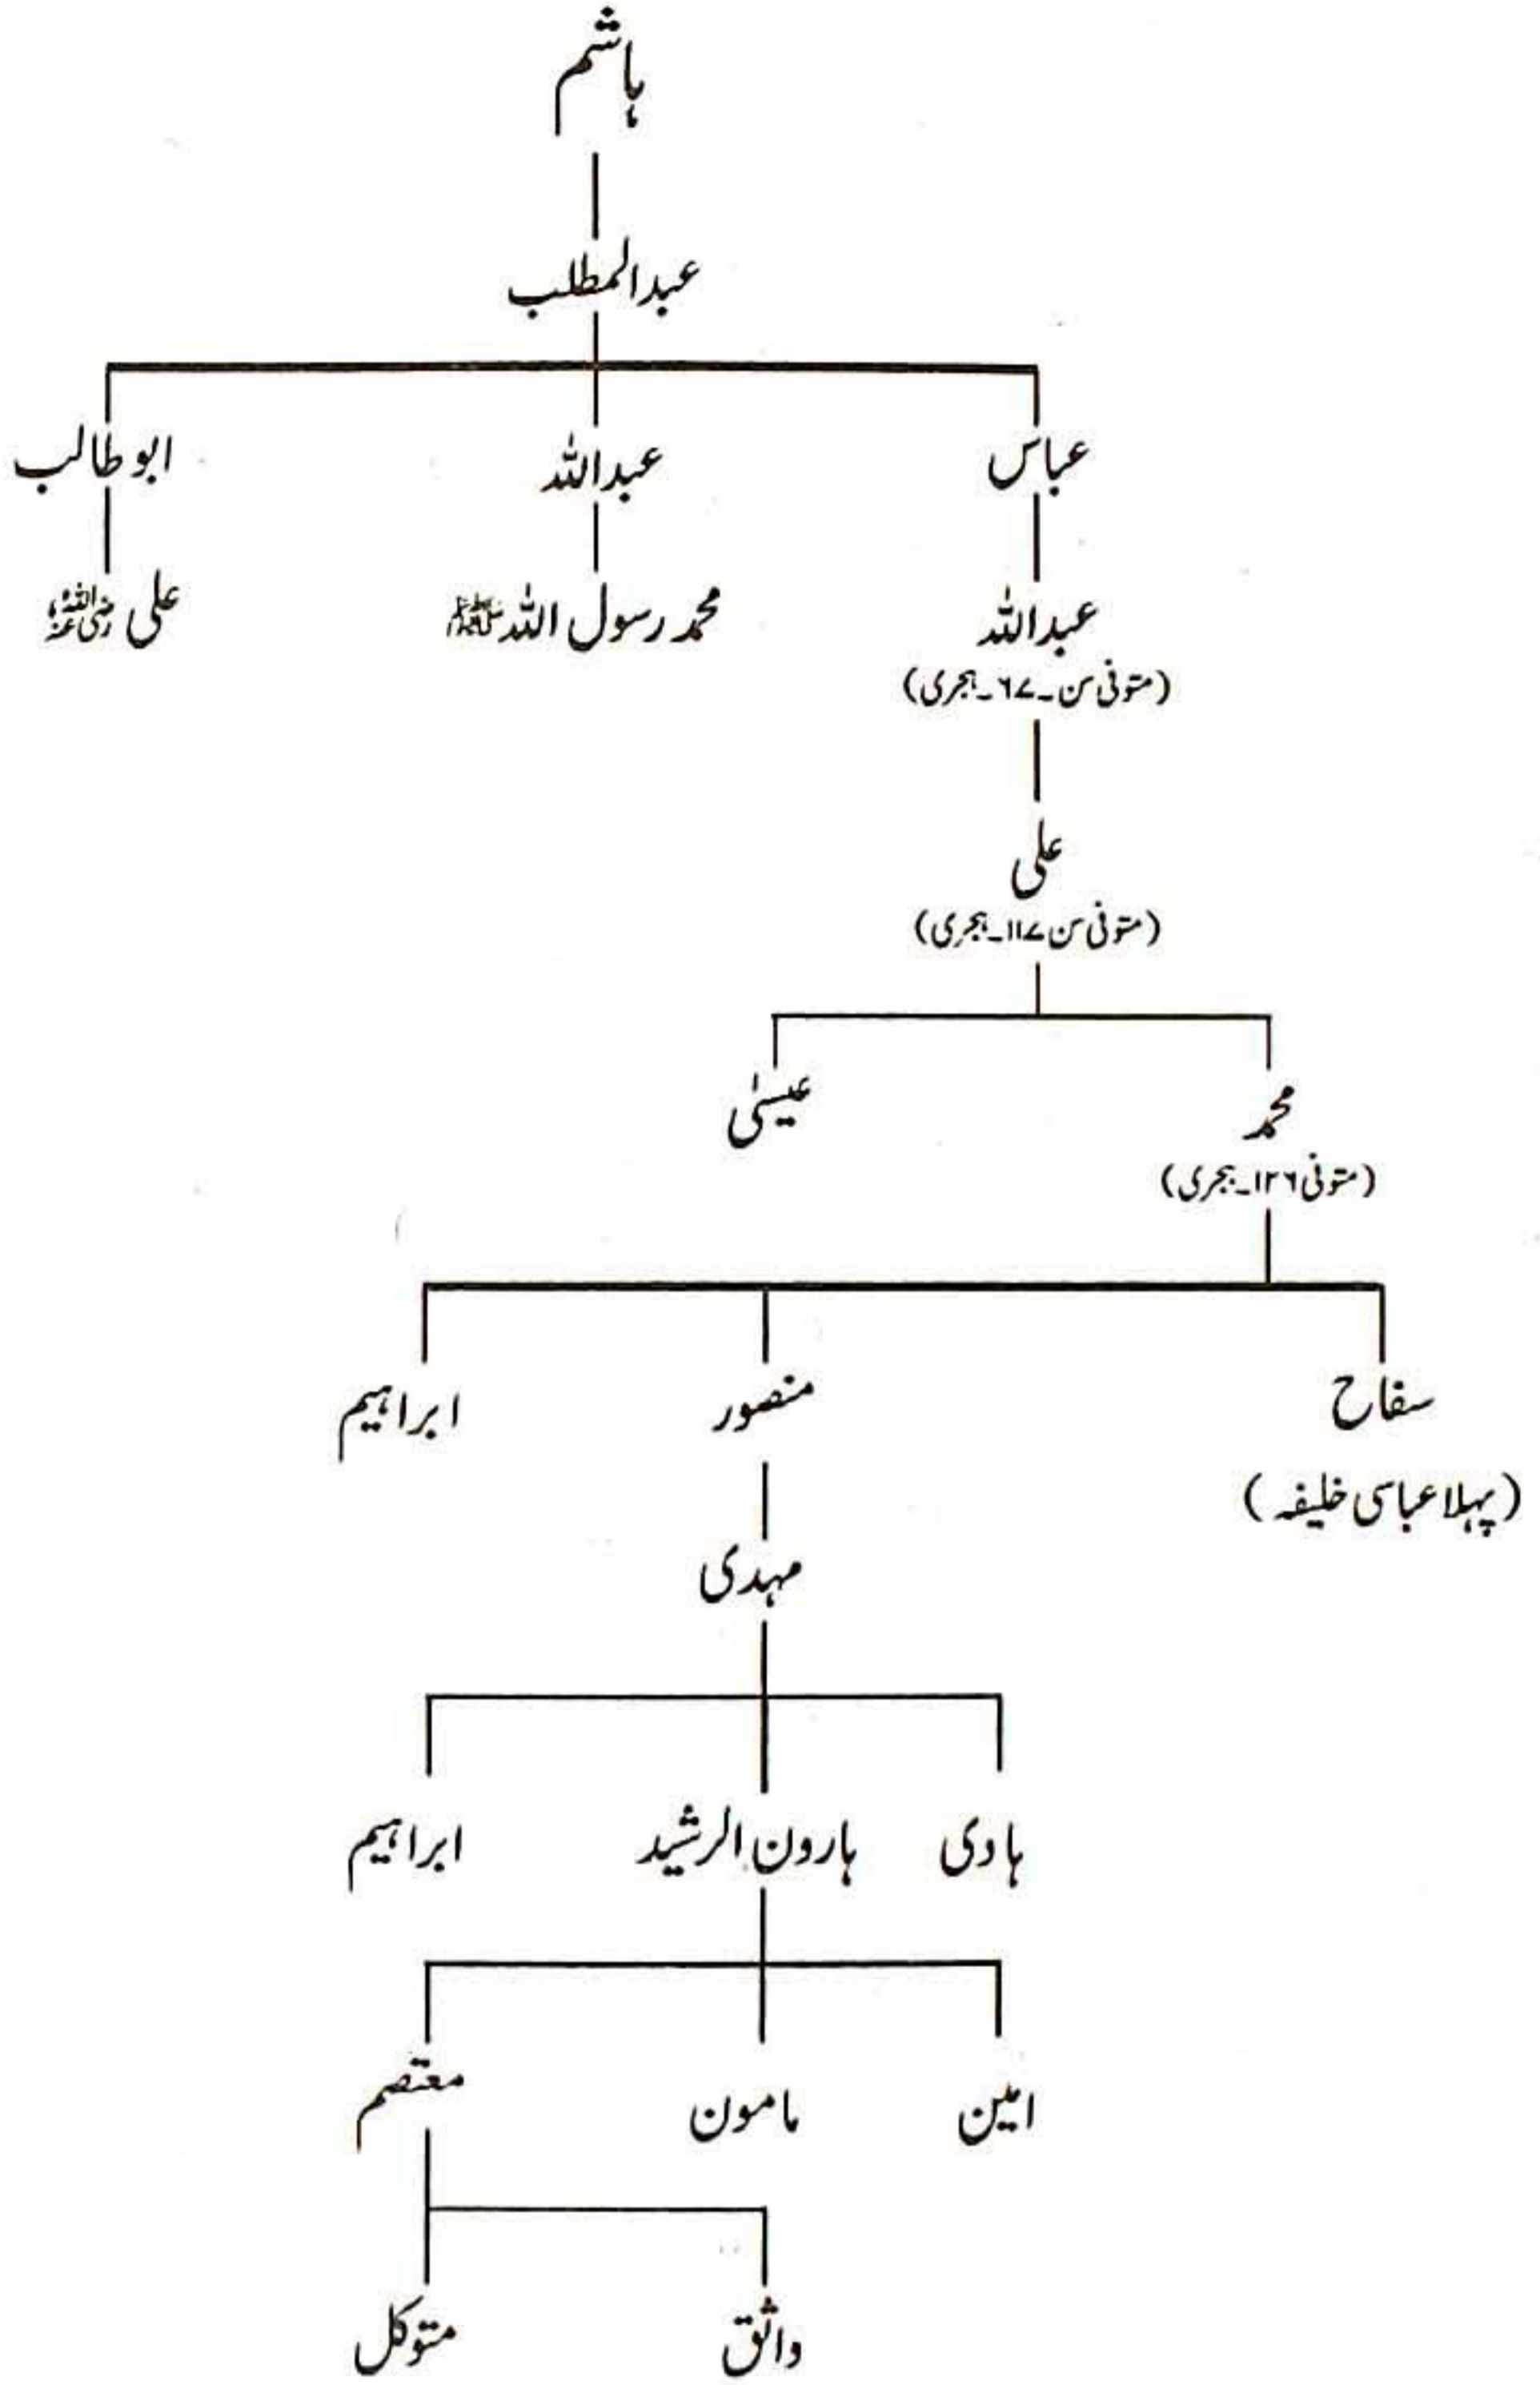 ہاشم
عبدالمطلب
عباس
عبداللہ
ابو طالب
عبداللہ
محمد رسول اللہ ﷺ
علی رضی اللہ عنہ
(متوفی سن۔۶۷۔ہجری)
علی
(متوفی سن ۱۱۷۔ہجری)
محمد
عیسیٰ
(متوفی ۱۲۶۔ہجری)
سفاح
منصور
ابراہیم
(پہلا عباسی خلیفہ)
مہدی
ہادی
ہارون الرشید
ابراہیم
امین
مامون
معتصم
واثق
متوکل